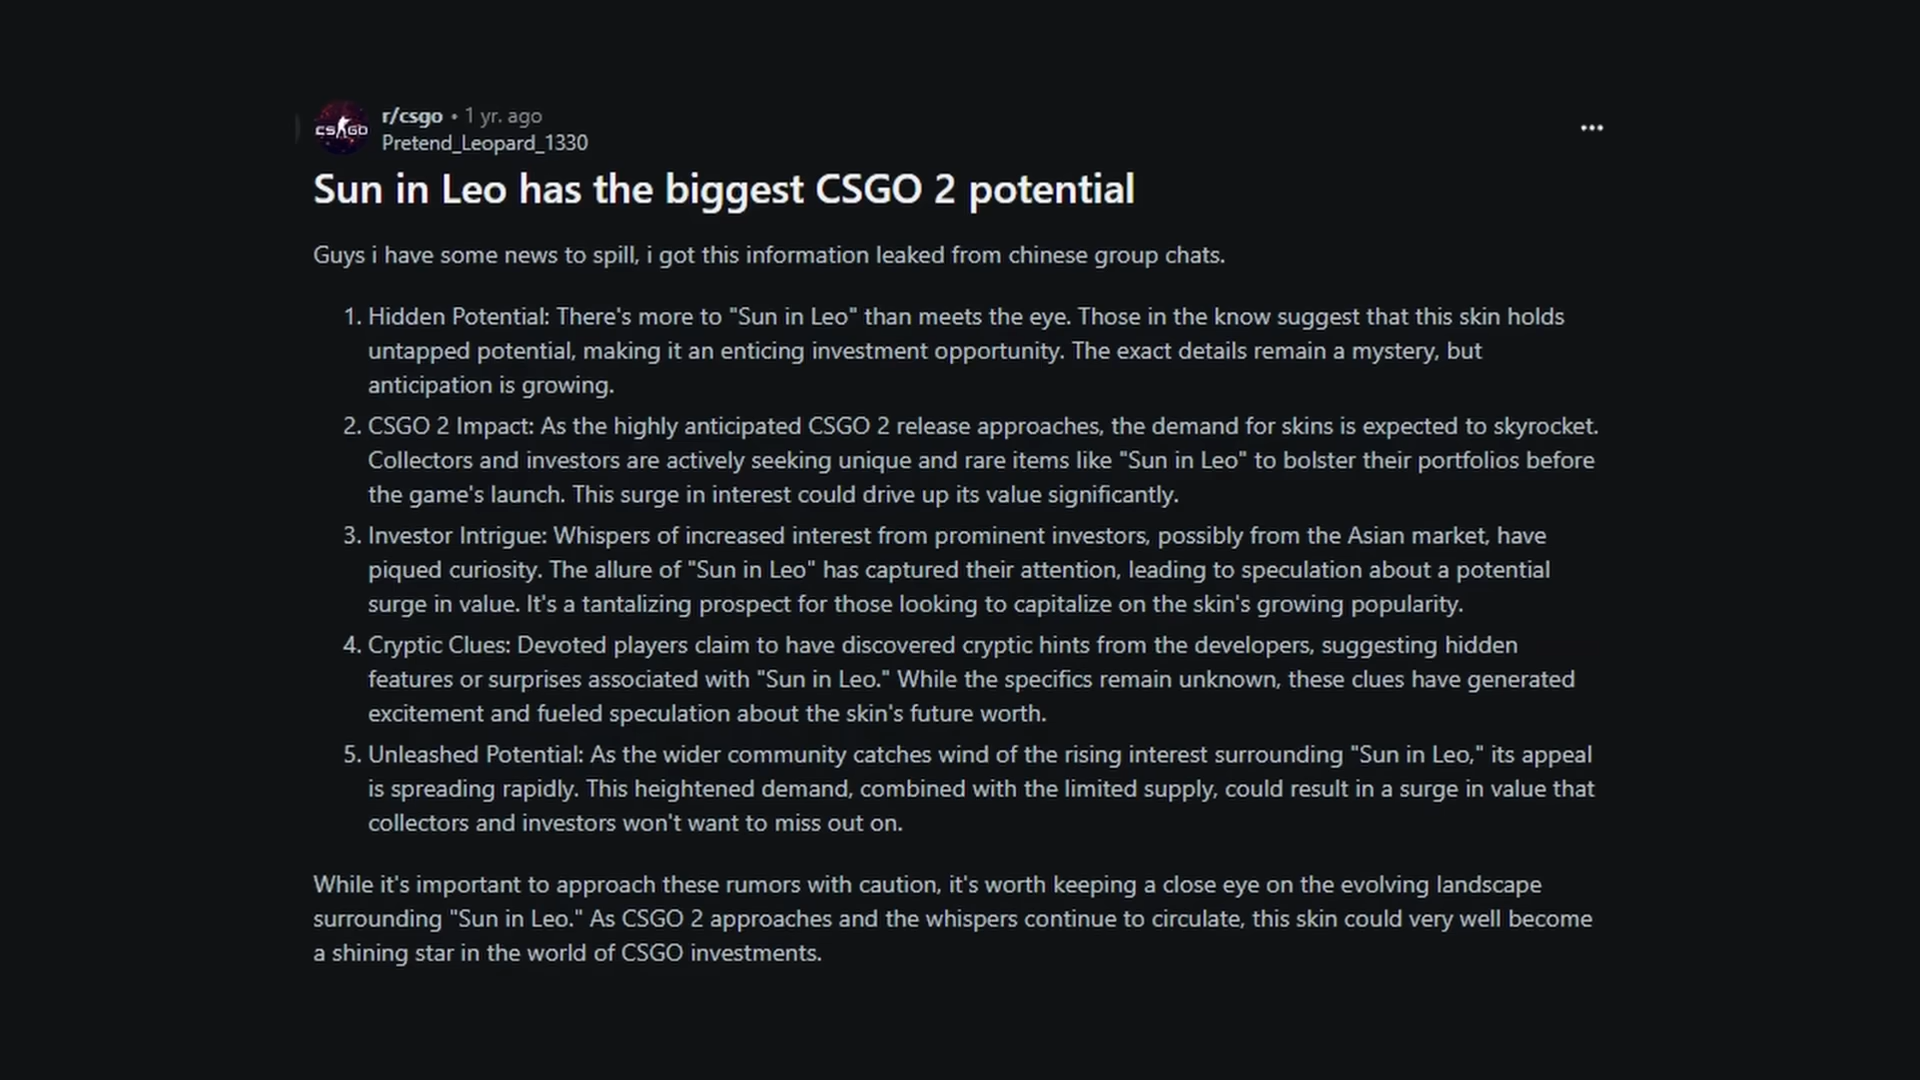 r/csgo • 1 yr. ago
Pretend_Leopard_1330
CSGO
Sun in Leo has the biggest CSGO 2 potential
Guys i have some news to spill, i got this information leaked from chinese group chats.
1. Hidden Potential: There's more to "Sun in Leo" than meets the eye. Those in the know suggest that this skin holds
untapped potential, making it an enticing investment opportunity. The exact details remain a mystery, but
anticipation is growing.
2. CSGO 2 Impact: As the highly anticipated CSGO 2 release approaches, the demand for skins is expected to skyrocket.
Collectors and investors are actively seeking unique and rare items like "Sun in Leo" to bolster their portfolios before
the game's launch. This surge in interest could drive up its value significantly.
3. Investor Intrigue: Whispers of increased interest from prominent investors, possibly from the Asian market, have
piqued curiosity. The allure of "Sun in Leo" has captured their attention, leading to speculation about a potential
surge in value. It's a tantalizing prospect for those looking to capitalize on the skin's growing popularity.
4. Cryptic Clues: Devoted players claim to have discovered cryptic hints from the developers, suggesting hidden
features or surprises associated with "Sun in Leo." While the specifics remain unknown, these clues have generated
excitement and fueled speculation about the skin's future worth.
5. Unleashed Potential: As the wider community catches wind of the rising interest surrounding "Sun in Leo," its appeal
is spreading rapidly. This heightened demand, combined with the limited supply, could result in a surge in value that
collectors and investors won't want to miss out on.
While it's important to approach these rumors with caution, it's worth keeping a close eye on the evolving landscape
surrounding "Sun in Leo." As CSGO 2 approaches and the whispers continue to circulate, this skin could very well become
a shining star in the world of CSGO investments.